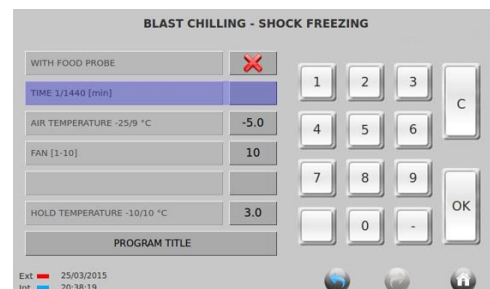 BLAST CHILLING - SHOCK FREEZING
WITH FOOD PROBE
TIME 1/1440 [min]
AIR TEMPERATURE -25/9 °C -5.0
FAN [1-10] 10
HOLD TEMPERATURE -10/10 °C 3.0
PROGRAM TITLE
1 2 3
C
4 5 6
7 8 9
OK
0 -
Ext 25/03/2015
Int 20:38:19